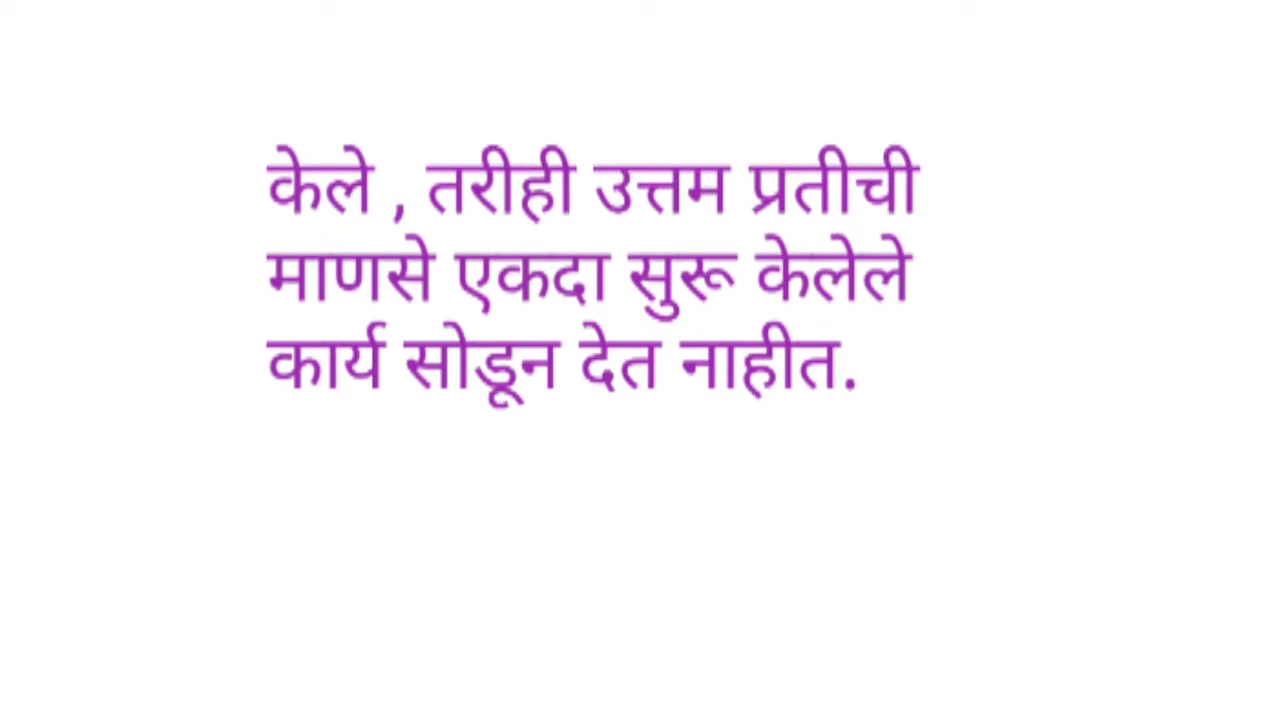 केले , तरीही उत्तम प्रतीची
माणसे एकदा सुरू केलेले
कार्य सोडून देत नाहीत.